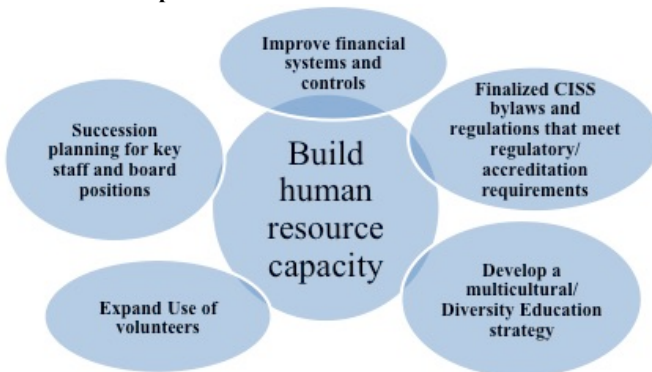 Improve financial
systems and
controls
Finalized CISS
bylaws and
regulations that meet
regulatory/
accreditation
requirements
Develop a
multicultural/
Diversity Education
strategy
Expand Use of
volunteers
Succession
planning for key
staff and board
positions
Build
human
resource
capacity